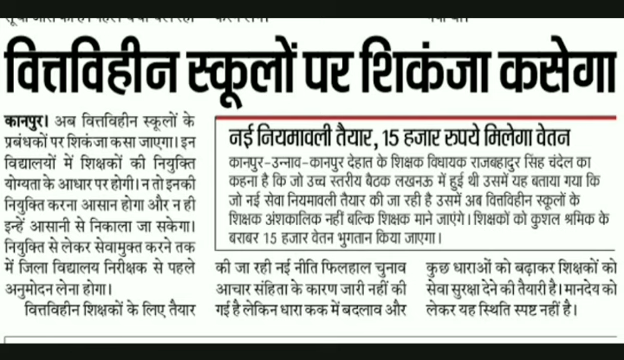 वित्तविहीन स्कूलों पर शिकंजा कसेगा
कानपुर। अब वित्तविहीन स्कूलों के
प्रबंधकों पर शिकंजा कसा जाएगा। इन
विद्यालयों में शिक्षकों की नियुक्ति
योग्यता के आधार पर होगी। न तो इनकी
नियुक्ति करना आसान होगा और न ही
इन्हें आसानी से निकाला जा सकेगा।
नियुक्ति से लेकर सेवामुक्त करने तक
में जिला विद्यालय निरीक्षक से पहले
अनुमोदन लेना होगा।
वित्तविहीन शिक्षकों के लिए तैयार
नई नियमावली तैयार, 15 हजार रुपये मिलेगा वेतन
कानपुर-उन्नाव-कानपुर देहात के शिक्षक विधायक राजबहादुर सिंह चंदेल का
कहना है कि जो उच्च स्तरीय बैठक लखनऊ में हुई थी उसमें यह बताया गया कि
जो नई सेवा नियमावली तैयार की जा रही है उसमें अब वित्तविहीन स्कूलों के
शिक्षक अंशकालिक नहीं बल्कि शिक्षक माने जाएंगे। शिक्षकों को कुशल श्रमिक के
बराबर 15 हजार वेतन भुगतान किया जाएगा।
की जा रही नई नीति फिलहाल चुनाव
आचार संहिता के कारण जारी नहीं की
गई है लेकिन धारा कक में बदलाव और
कुछ धाराओं को बढ़ाकर शिक्षकों को
सेवा सुरक्षा देने की तैयारी है। मानदेय को
लेकर यह स्थिति स्पष्ट नहीं है।